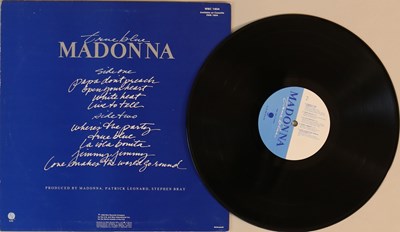 true blue
MADONNA
side one
papa don't preach
open your heart
white heat
live to tell
side two
where's the party
true blue
la isla bonita
jimmy jimmy
love makes the world go round
PRODUCED BY MADONNA, PATRICK LEONARD, STEPHEN BRAY
MADONNA